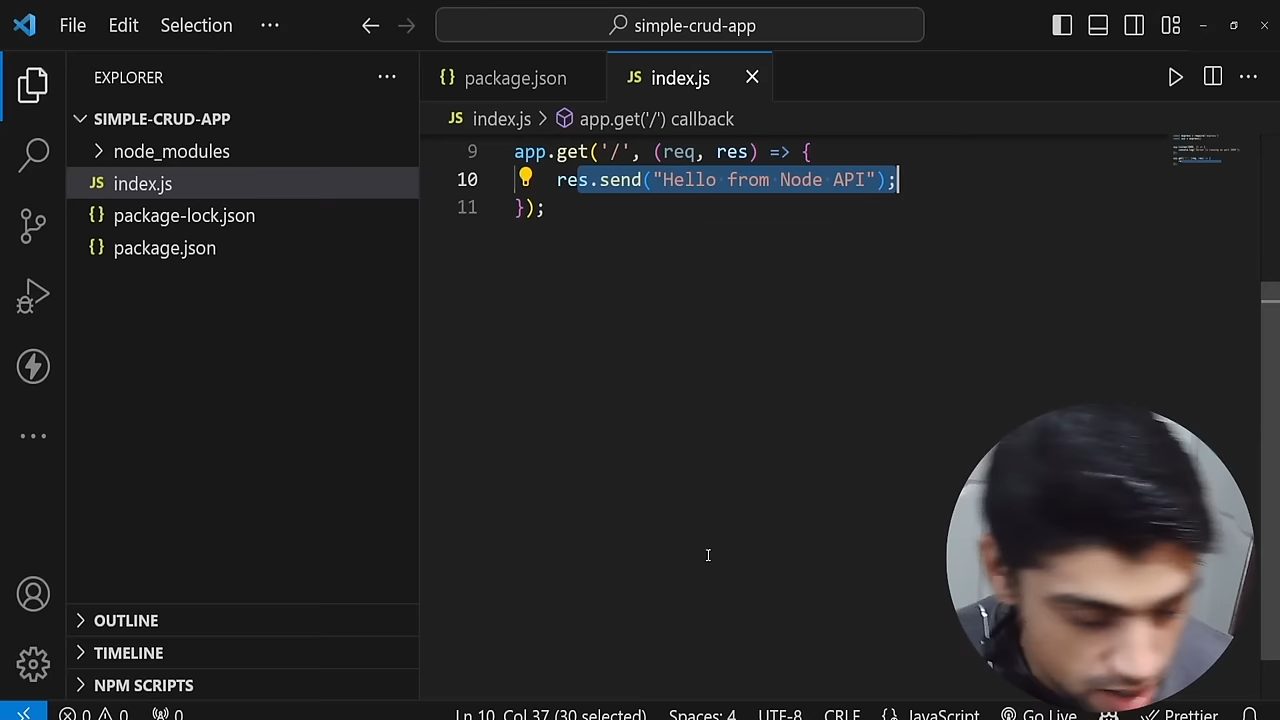 File Edit Selection ··· simple-crud-app
EXPLORER ···
SIMPLE-CRUD-APP
node_modules
JS index.js
{} package-lock.json
{} package.json
OUTLINE
TIMELINE
NPM SCRIPTS
{} package.json JS index.js
JS index.js > app.get('/') callback
9 app.get('/', (req, res) => {
10 res.send("Hello from Node API");
11 });
0 0 0 Ln 10, Col 37 (30 selected) Spaces: 4 UTF-8 CRLF {} JavaScript Go Live Prettier